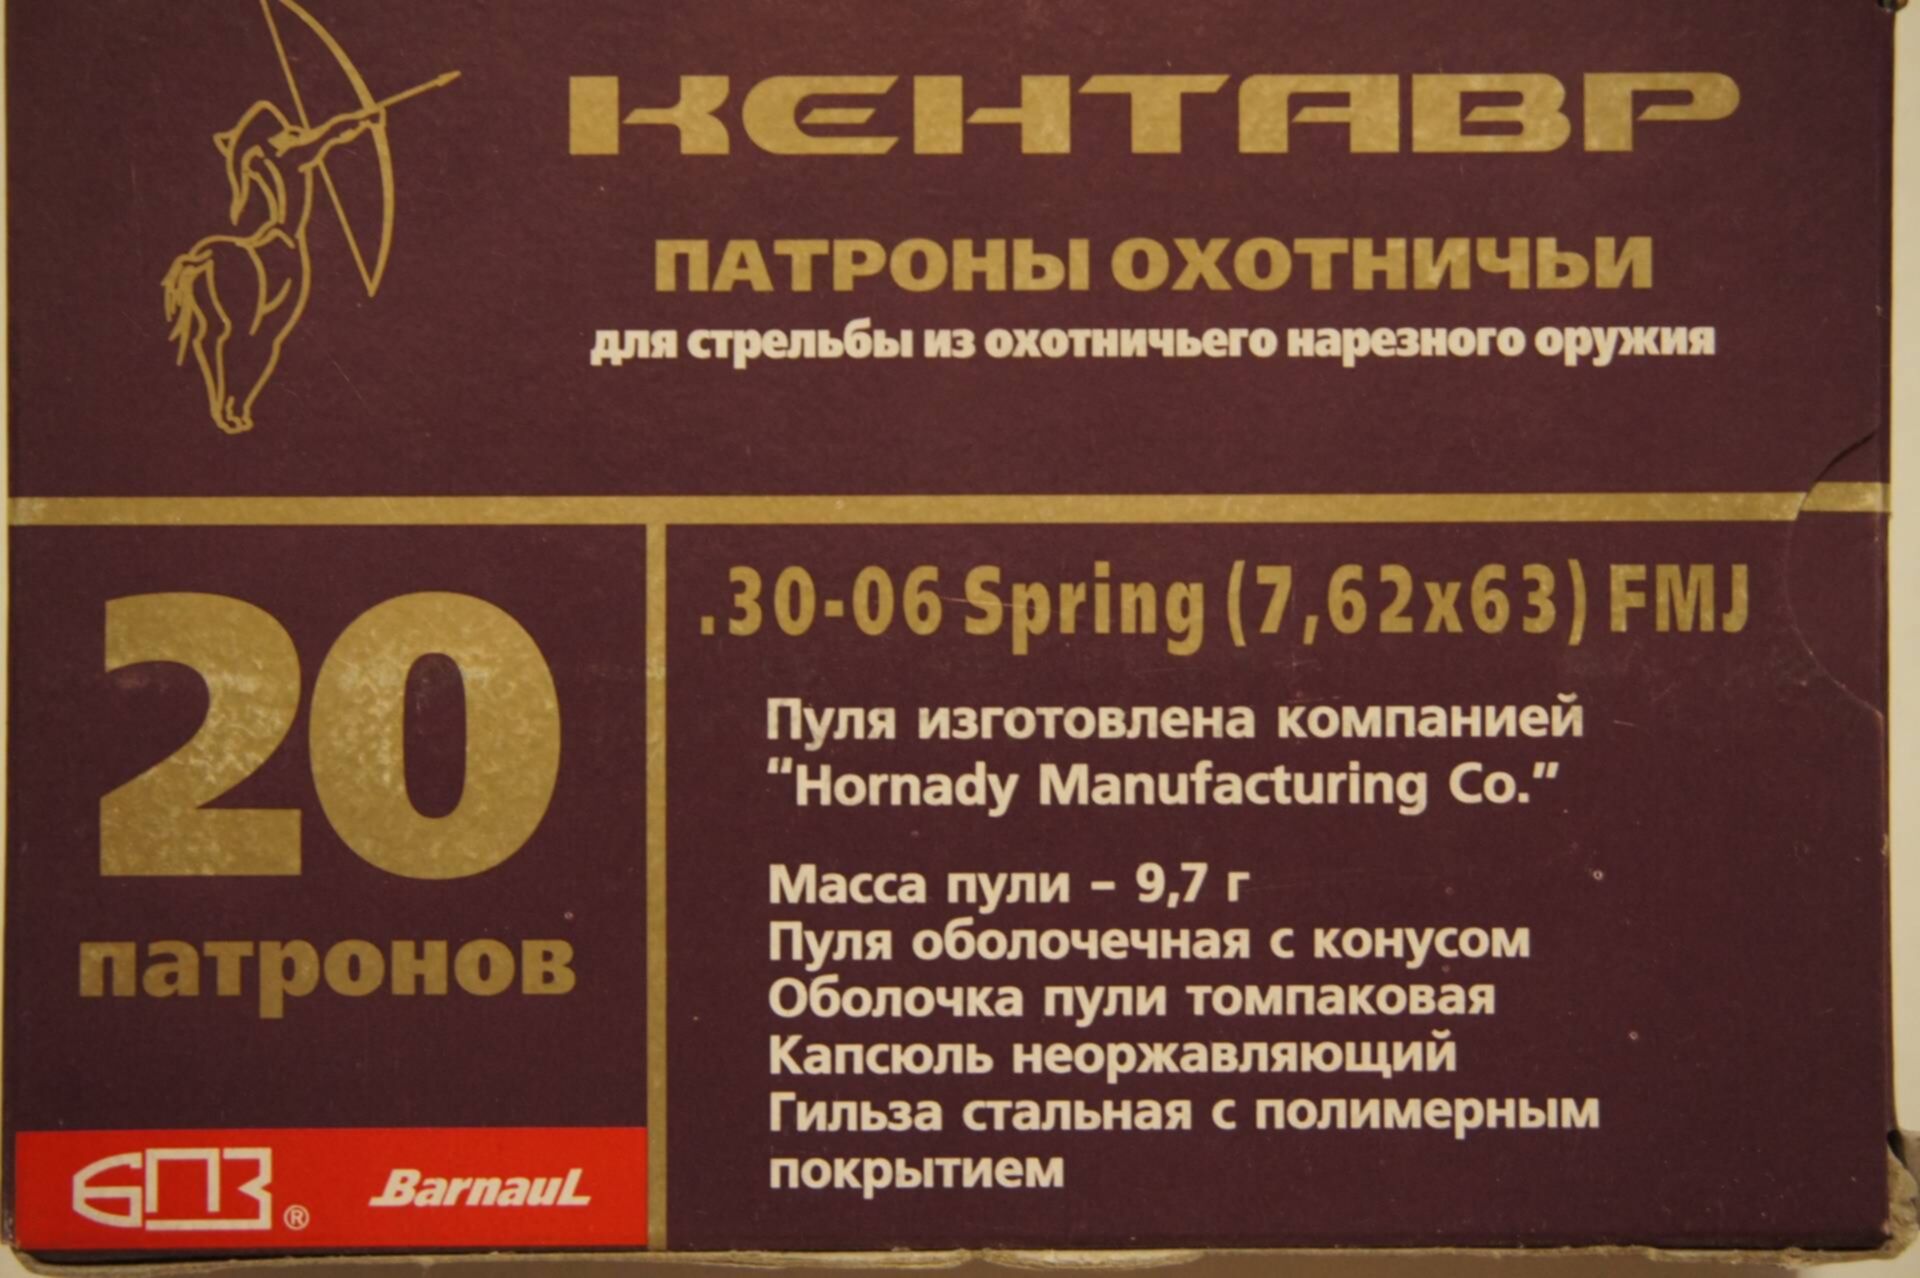 КЕНТАВР
ПАТРОНЫ ОХОТНИЧЬИ
для стрельбы из охотничьего нарезного оружия
20
патронов
.30-06 Spring (7,62x63) FMJ
Пуля изготовлена компанией
“Hornady Manufacturing Co.”
Масса пули – 9,7 г
Пуля оболочечная с конусом
Оболочка пули томпаковая
Капсюль неоржавляющий
Гильза стальная с полимерным
покрытием
БПЗ ® Barnaul